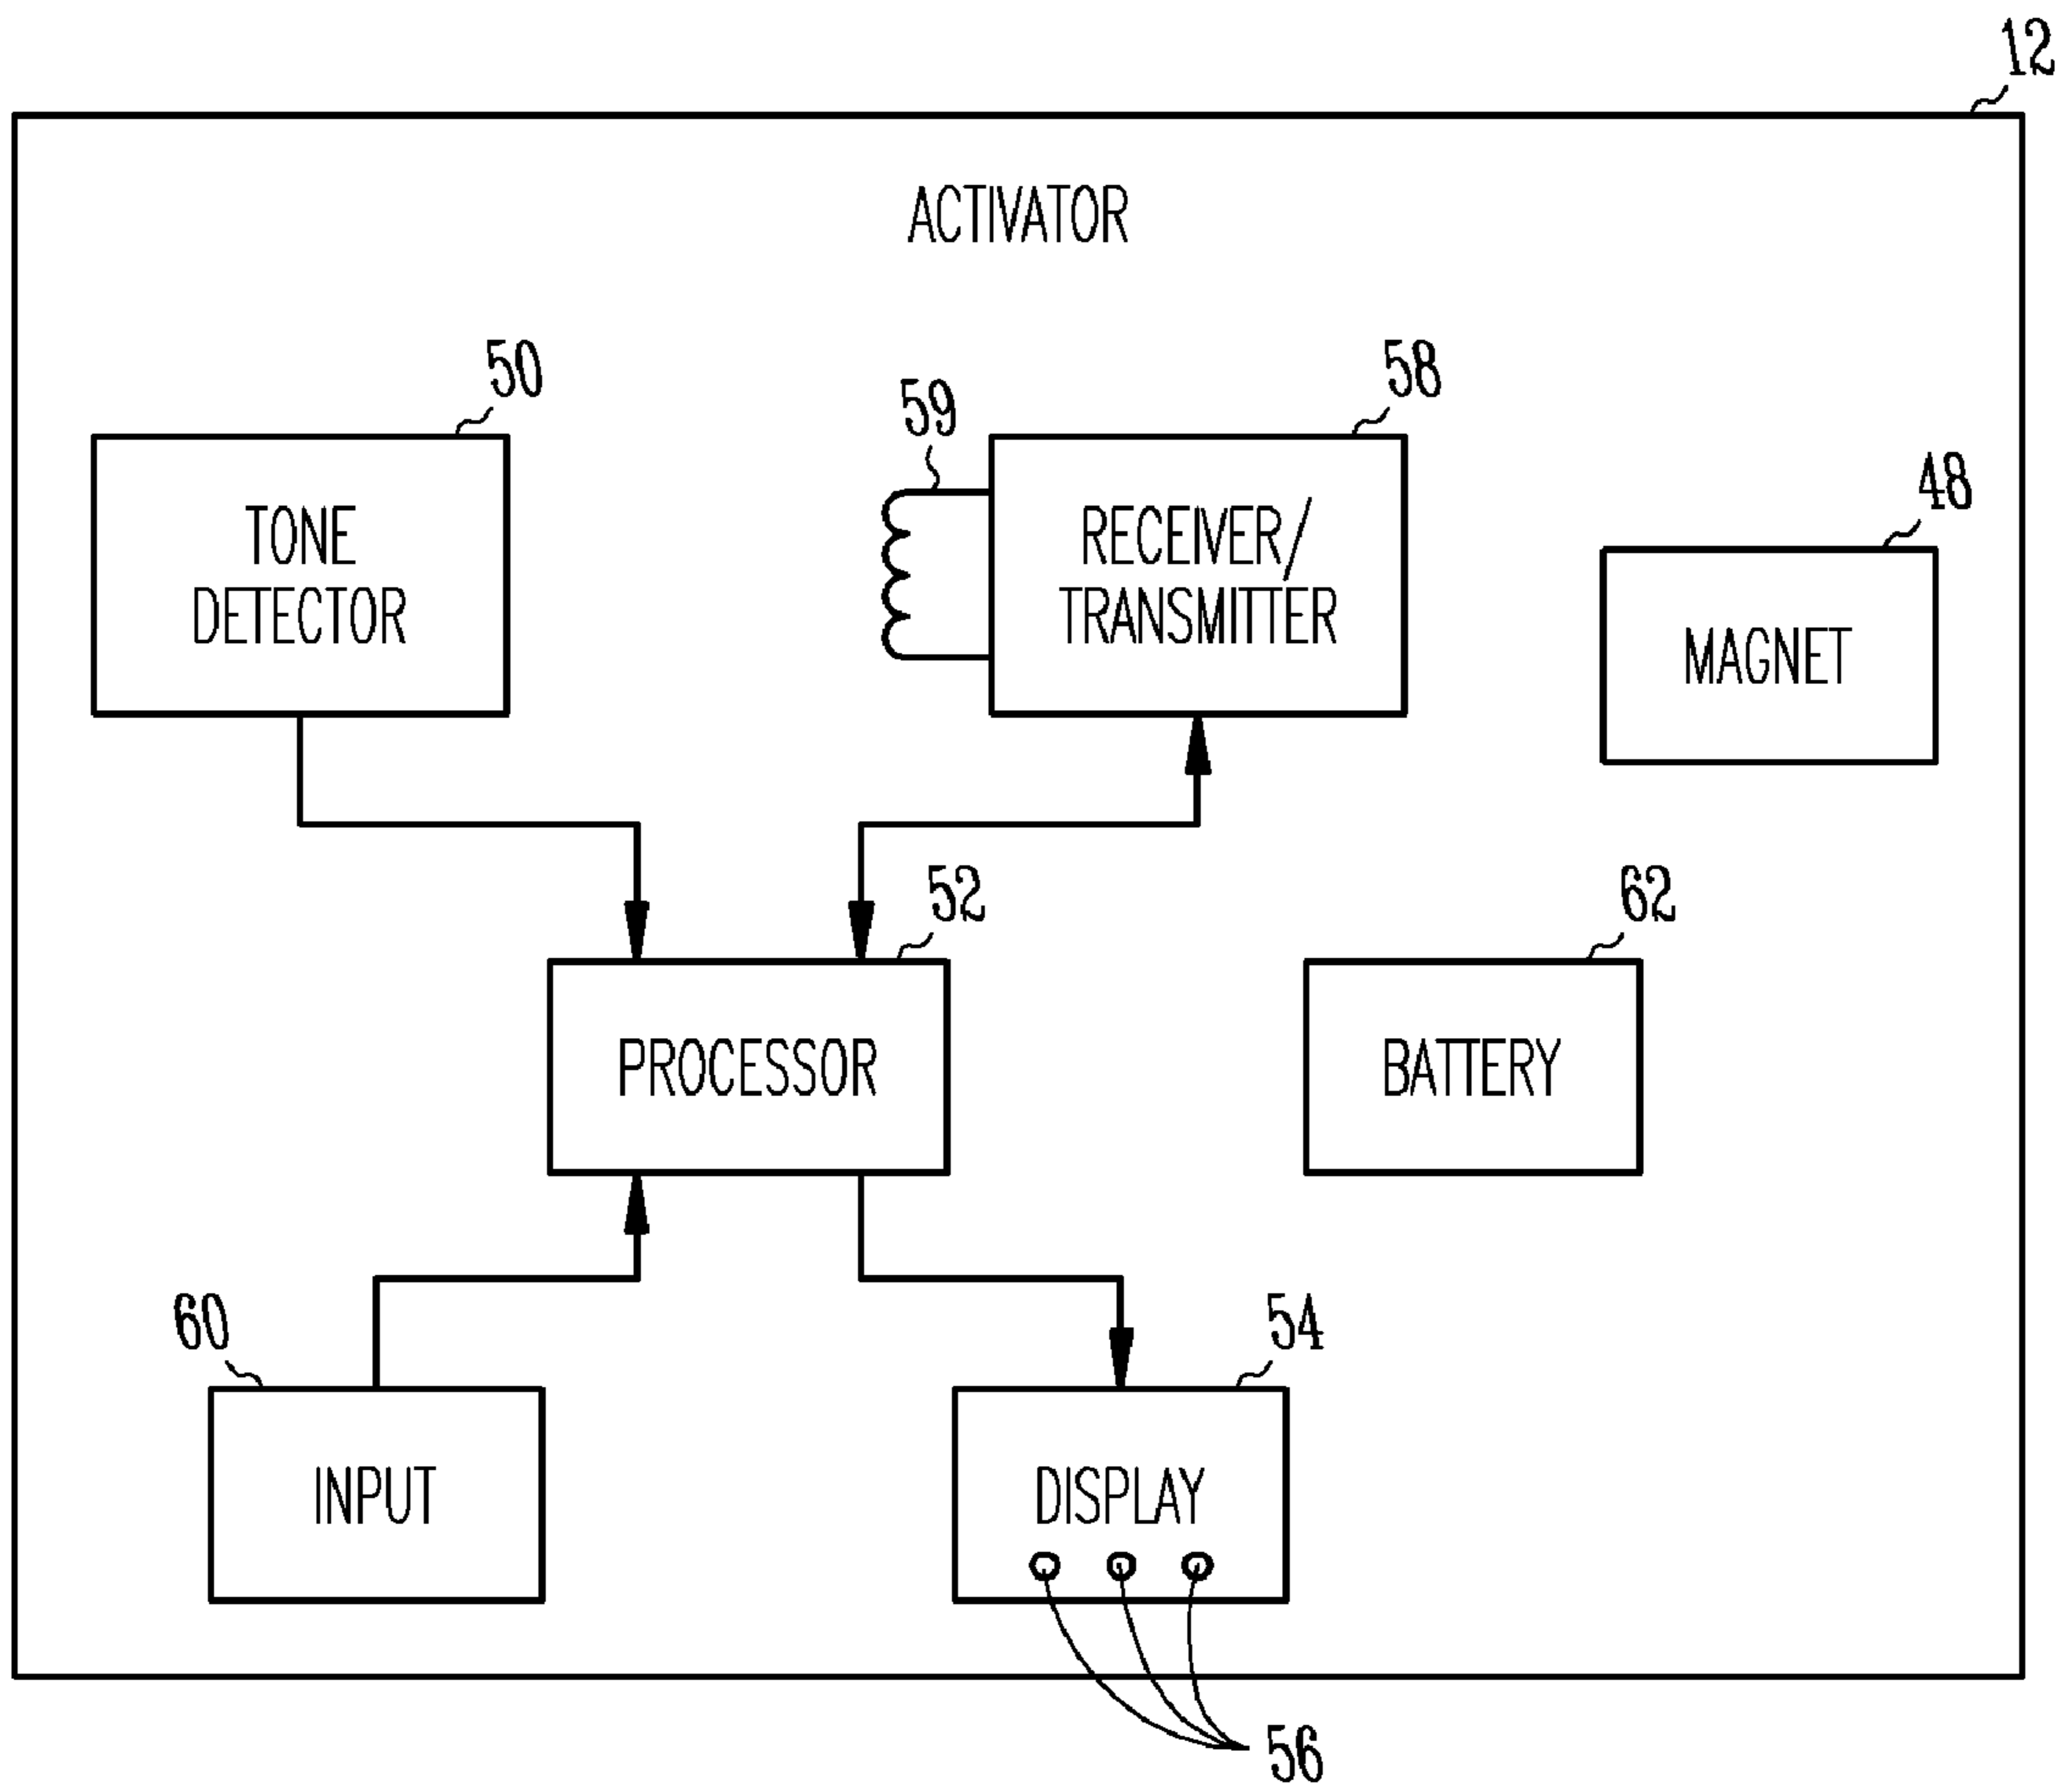 12
ACTIVATOR
50
59
58
48
TONE
DETECTOR
RECEIVER/
TRANSMITTER
MAGNET
52
62
PROCESSOR
BATTERY
60
54
INPUT
DISPLAY
56